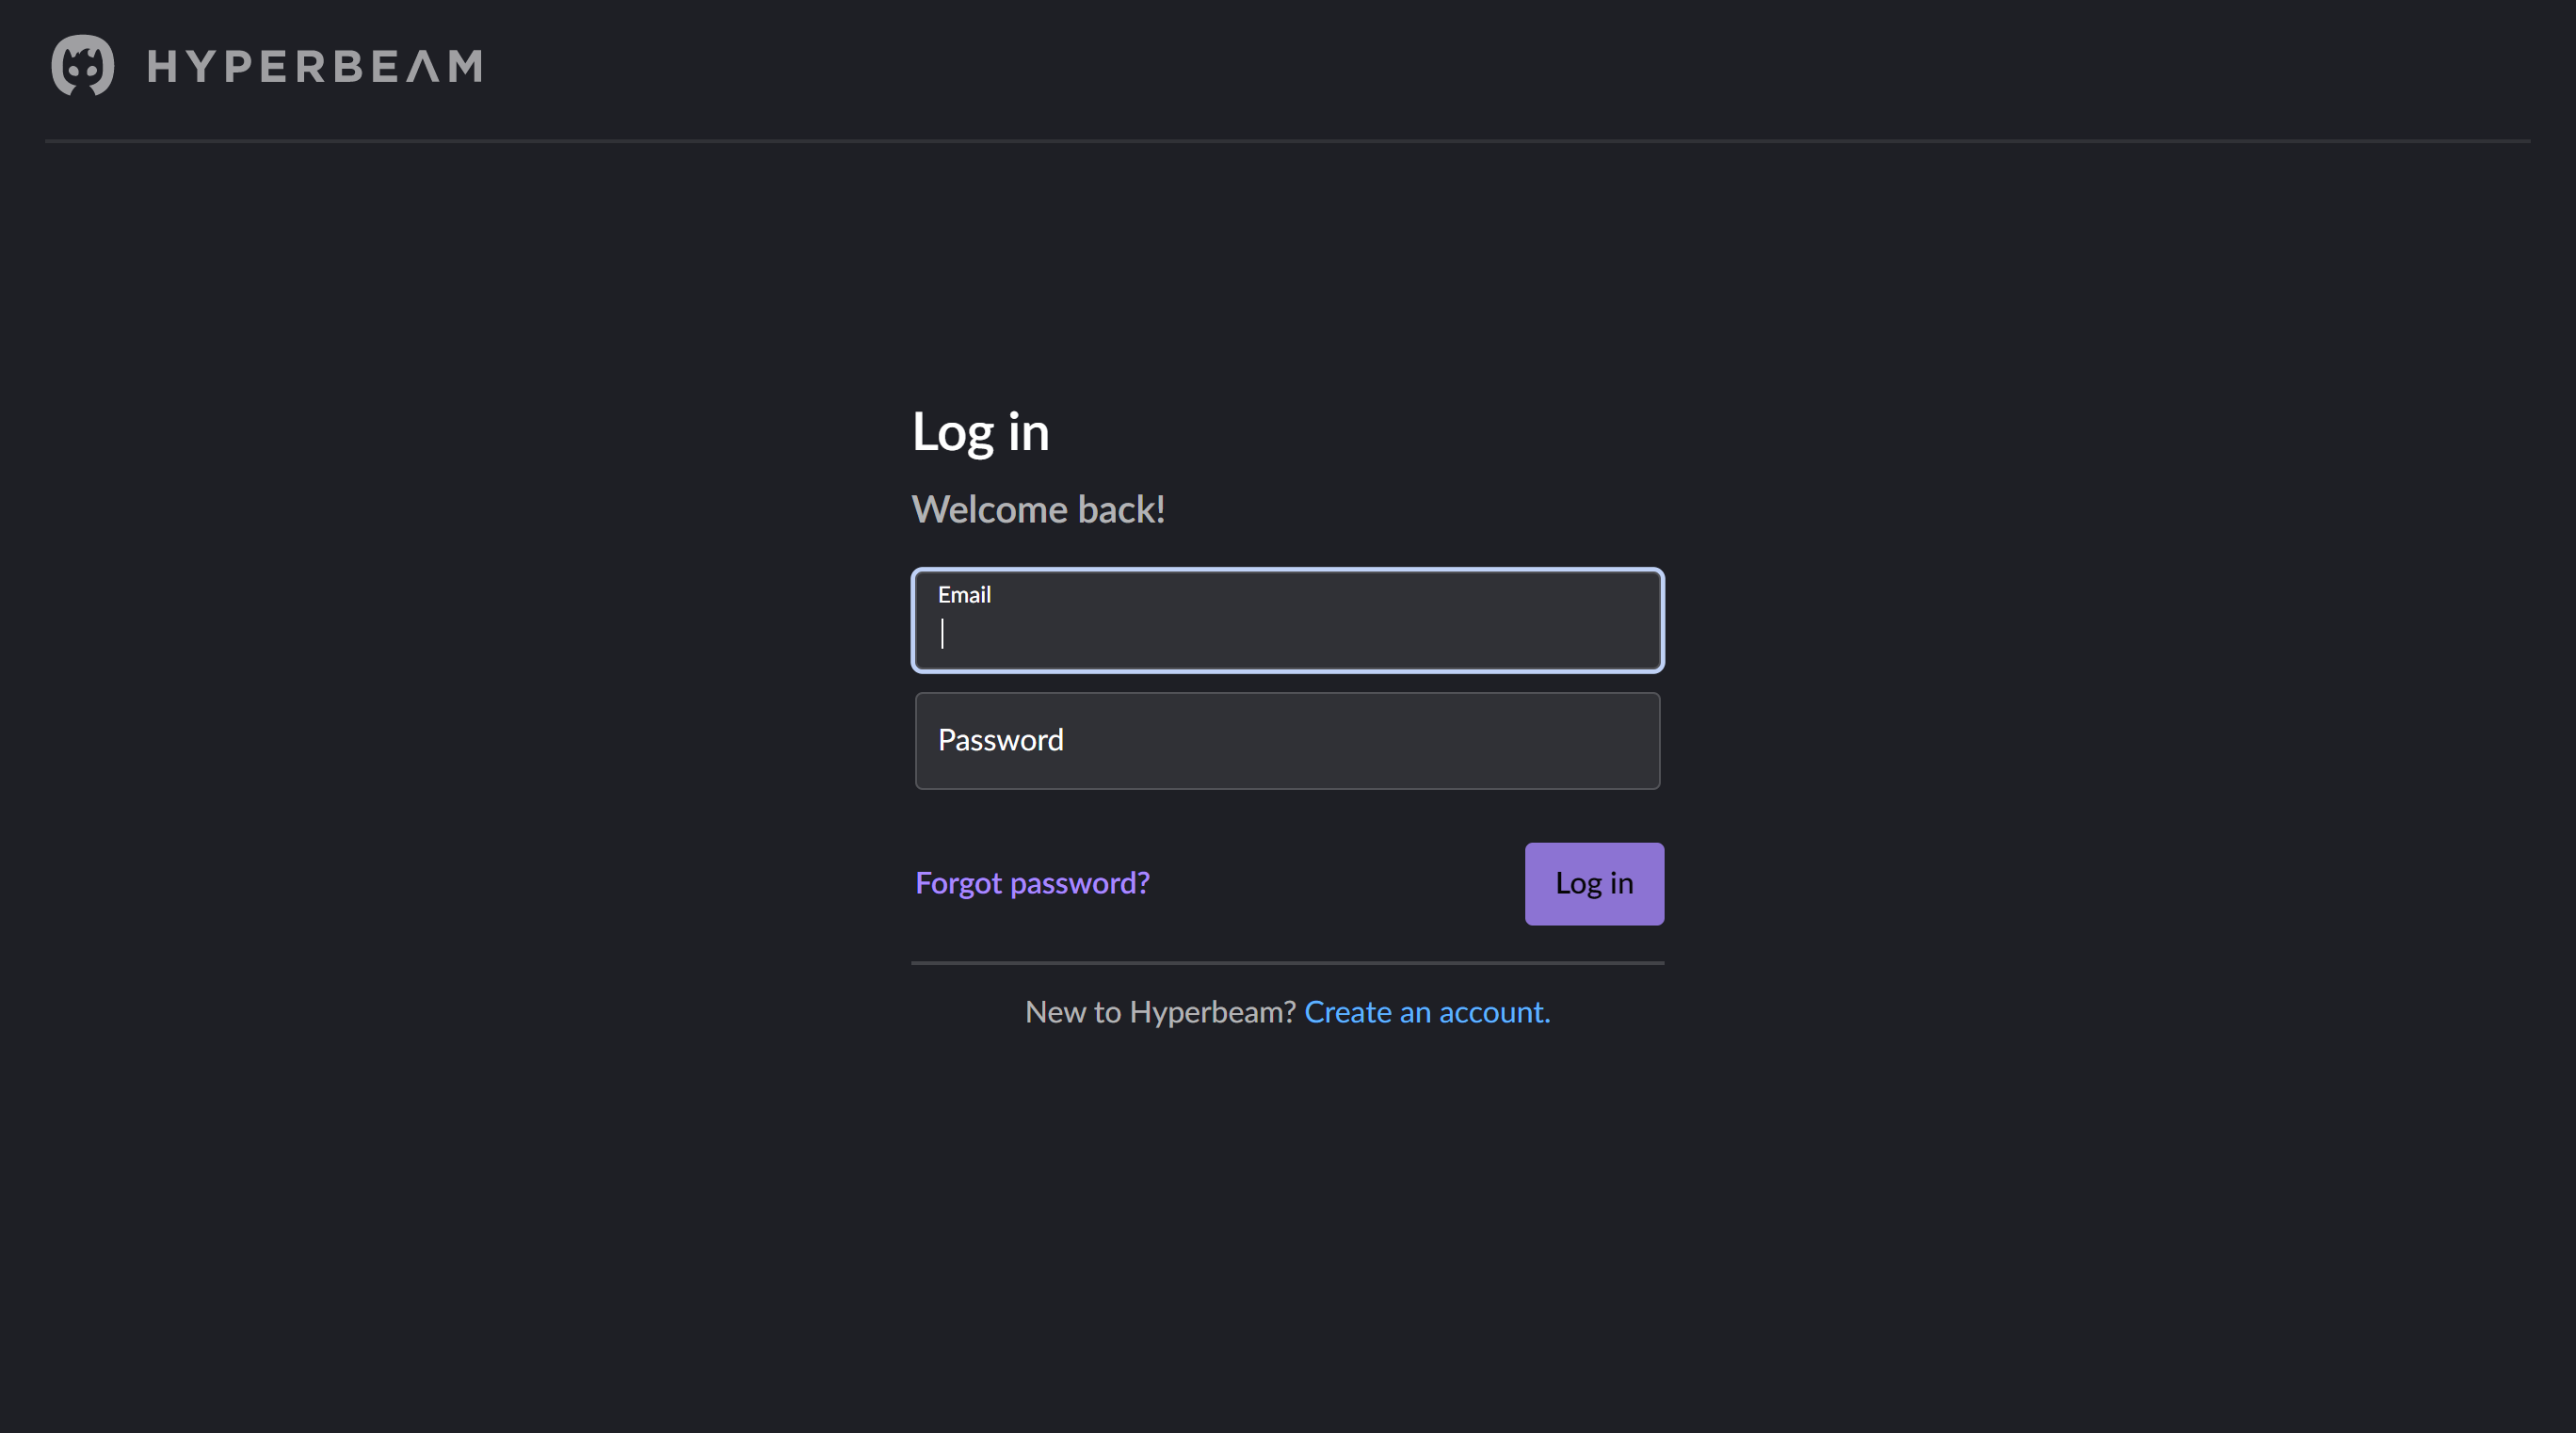 HYPERBEAM
Log in
Welcome back!
Email
Password
Forgot password?
Log in
New to Hyperbeam? Create an account.